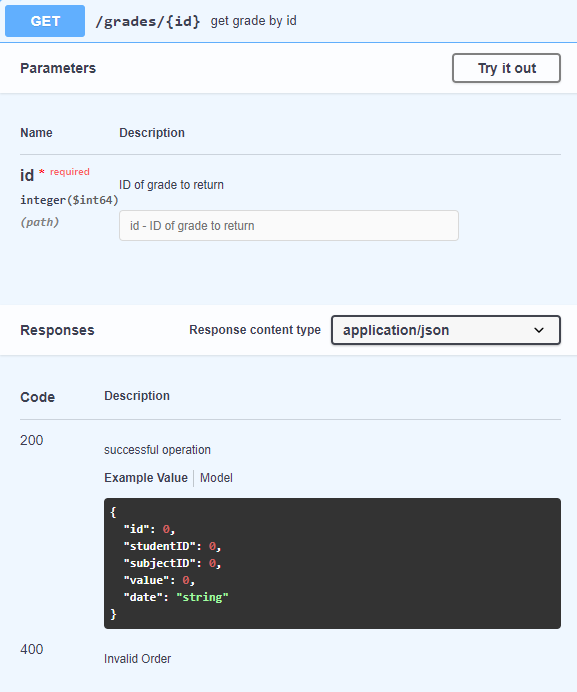 GET /grades/{id} get grade by id
Parameters Try it out
Name Description
id * required ID of grade to return
integer($int64)
(path) id - ID of grade to return
Responses Response content type application/json
Code Description
200 successful operation
Example Value Model
{
"id": 0,
"studentID": 0,
"subjectID": 0,
"value": 0,
"date": "string"
}
400 Invalid Order